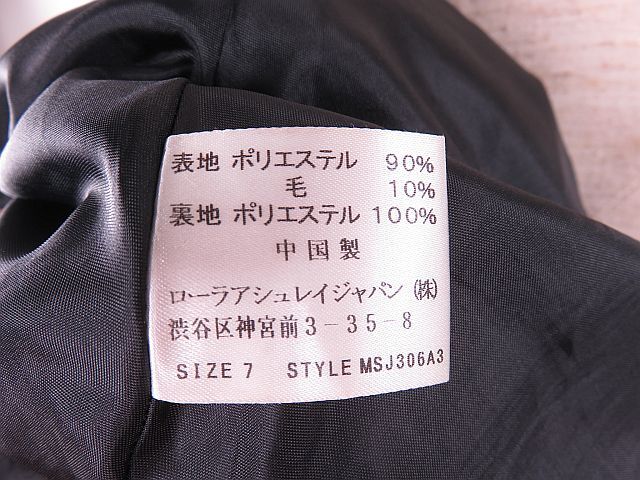 表地 ポリエステル 90%
毛 10%
裏地 ポリエステル 100%
中国製
ローラアシュレイジャパン(株)
渋谷区神宮前3-35-8
SIZE 7 STYLE MSJ306A3